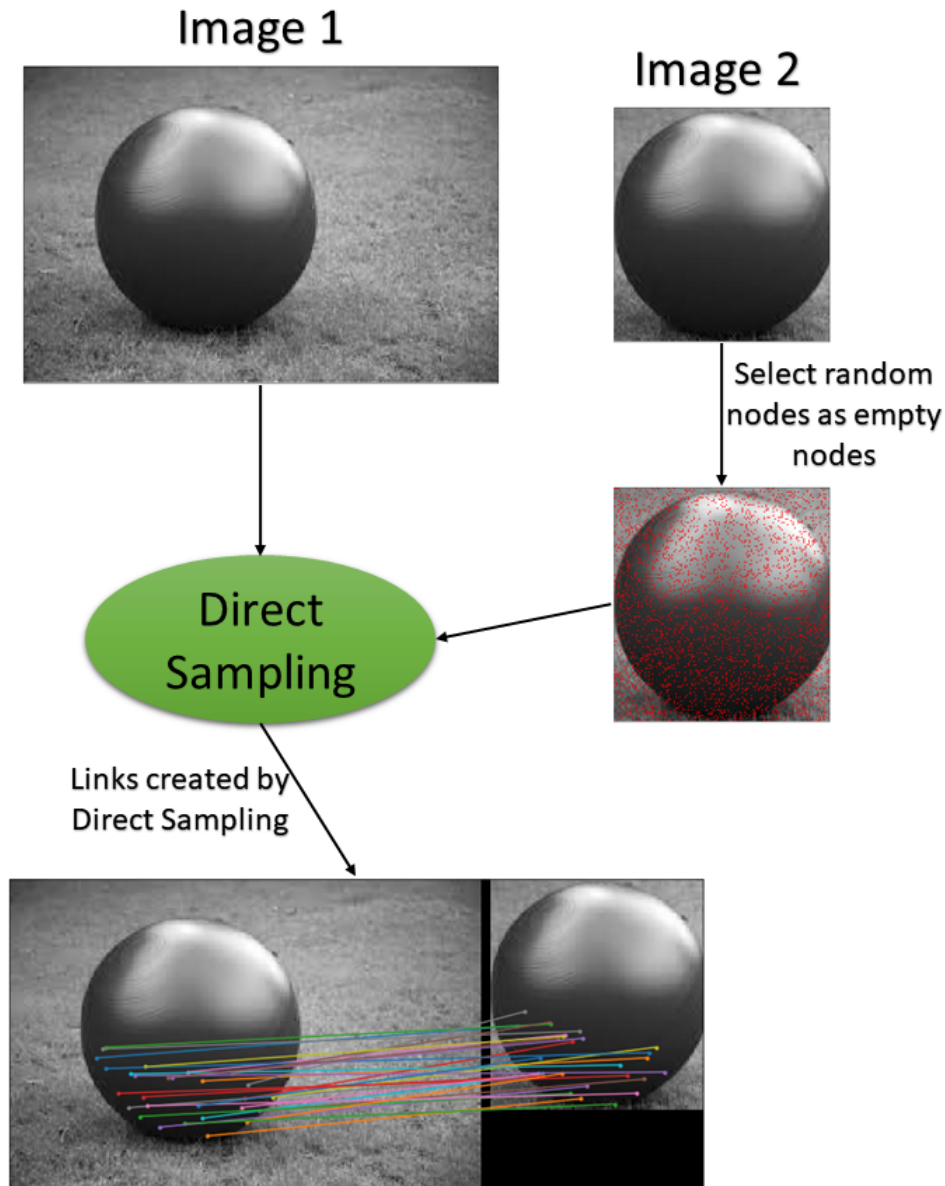 Image 1
Image 2
Select random
nodes as empty
nodes
Direct
Sampling
Links created by
Direct Sampling